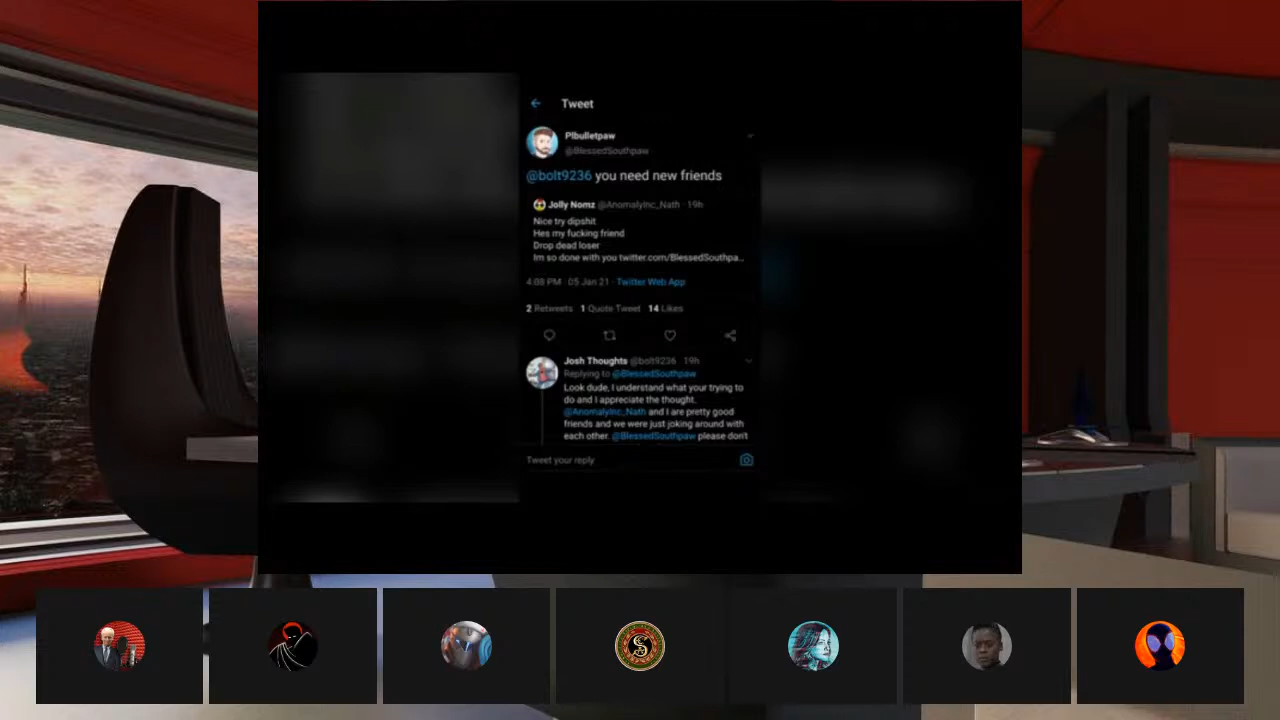 Tweet
Plbulletpaw
@BlessedSouthpaw
@bolt9236 you need new friends
Jolly Nomz @AnomalyInc_Nath · 19h
Nice try dipshit
Hes my fucking friend
Drop dead loser
Im so done with you twitter.com/BlessedSouthpa...
4:08 PM · 05 Jan 21 · Twitter Web App
2 Retweets 1 Quote Tweet 14 Likes
Josh Thoughts @bolt9236 · 19h
Replying to @BlessedSouthpaw
Look dude, I understand what your trying to
do and I appreciate the thought.
@AnomalyInc_Nath and I are pretty good
friends and we were just joking around with
each other. @BlessedSouthpaw please don't
Tweet your reply